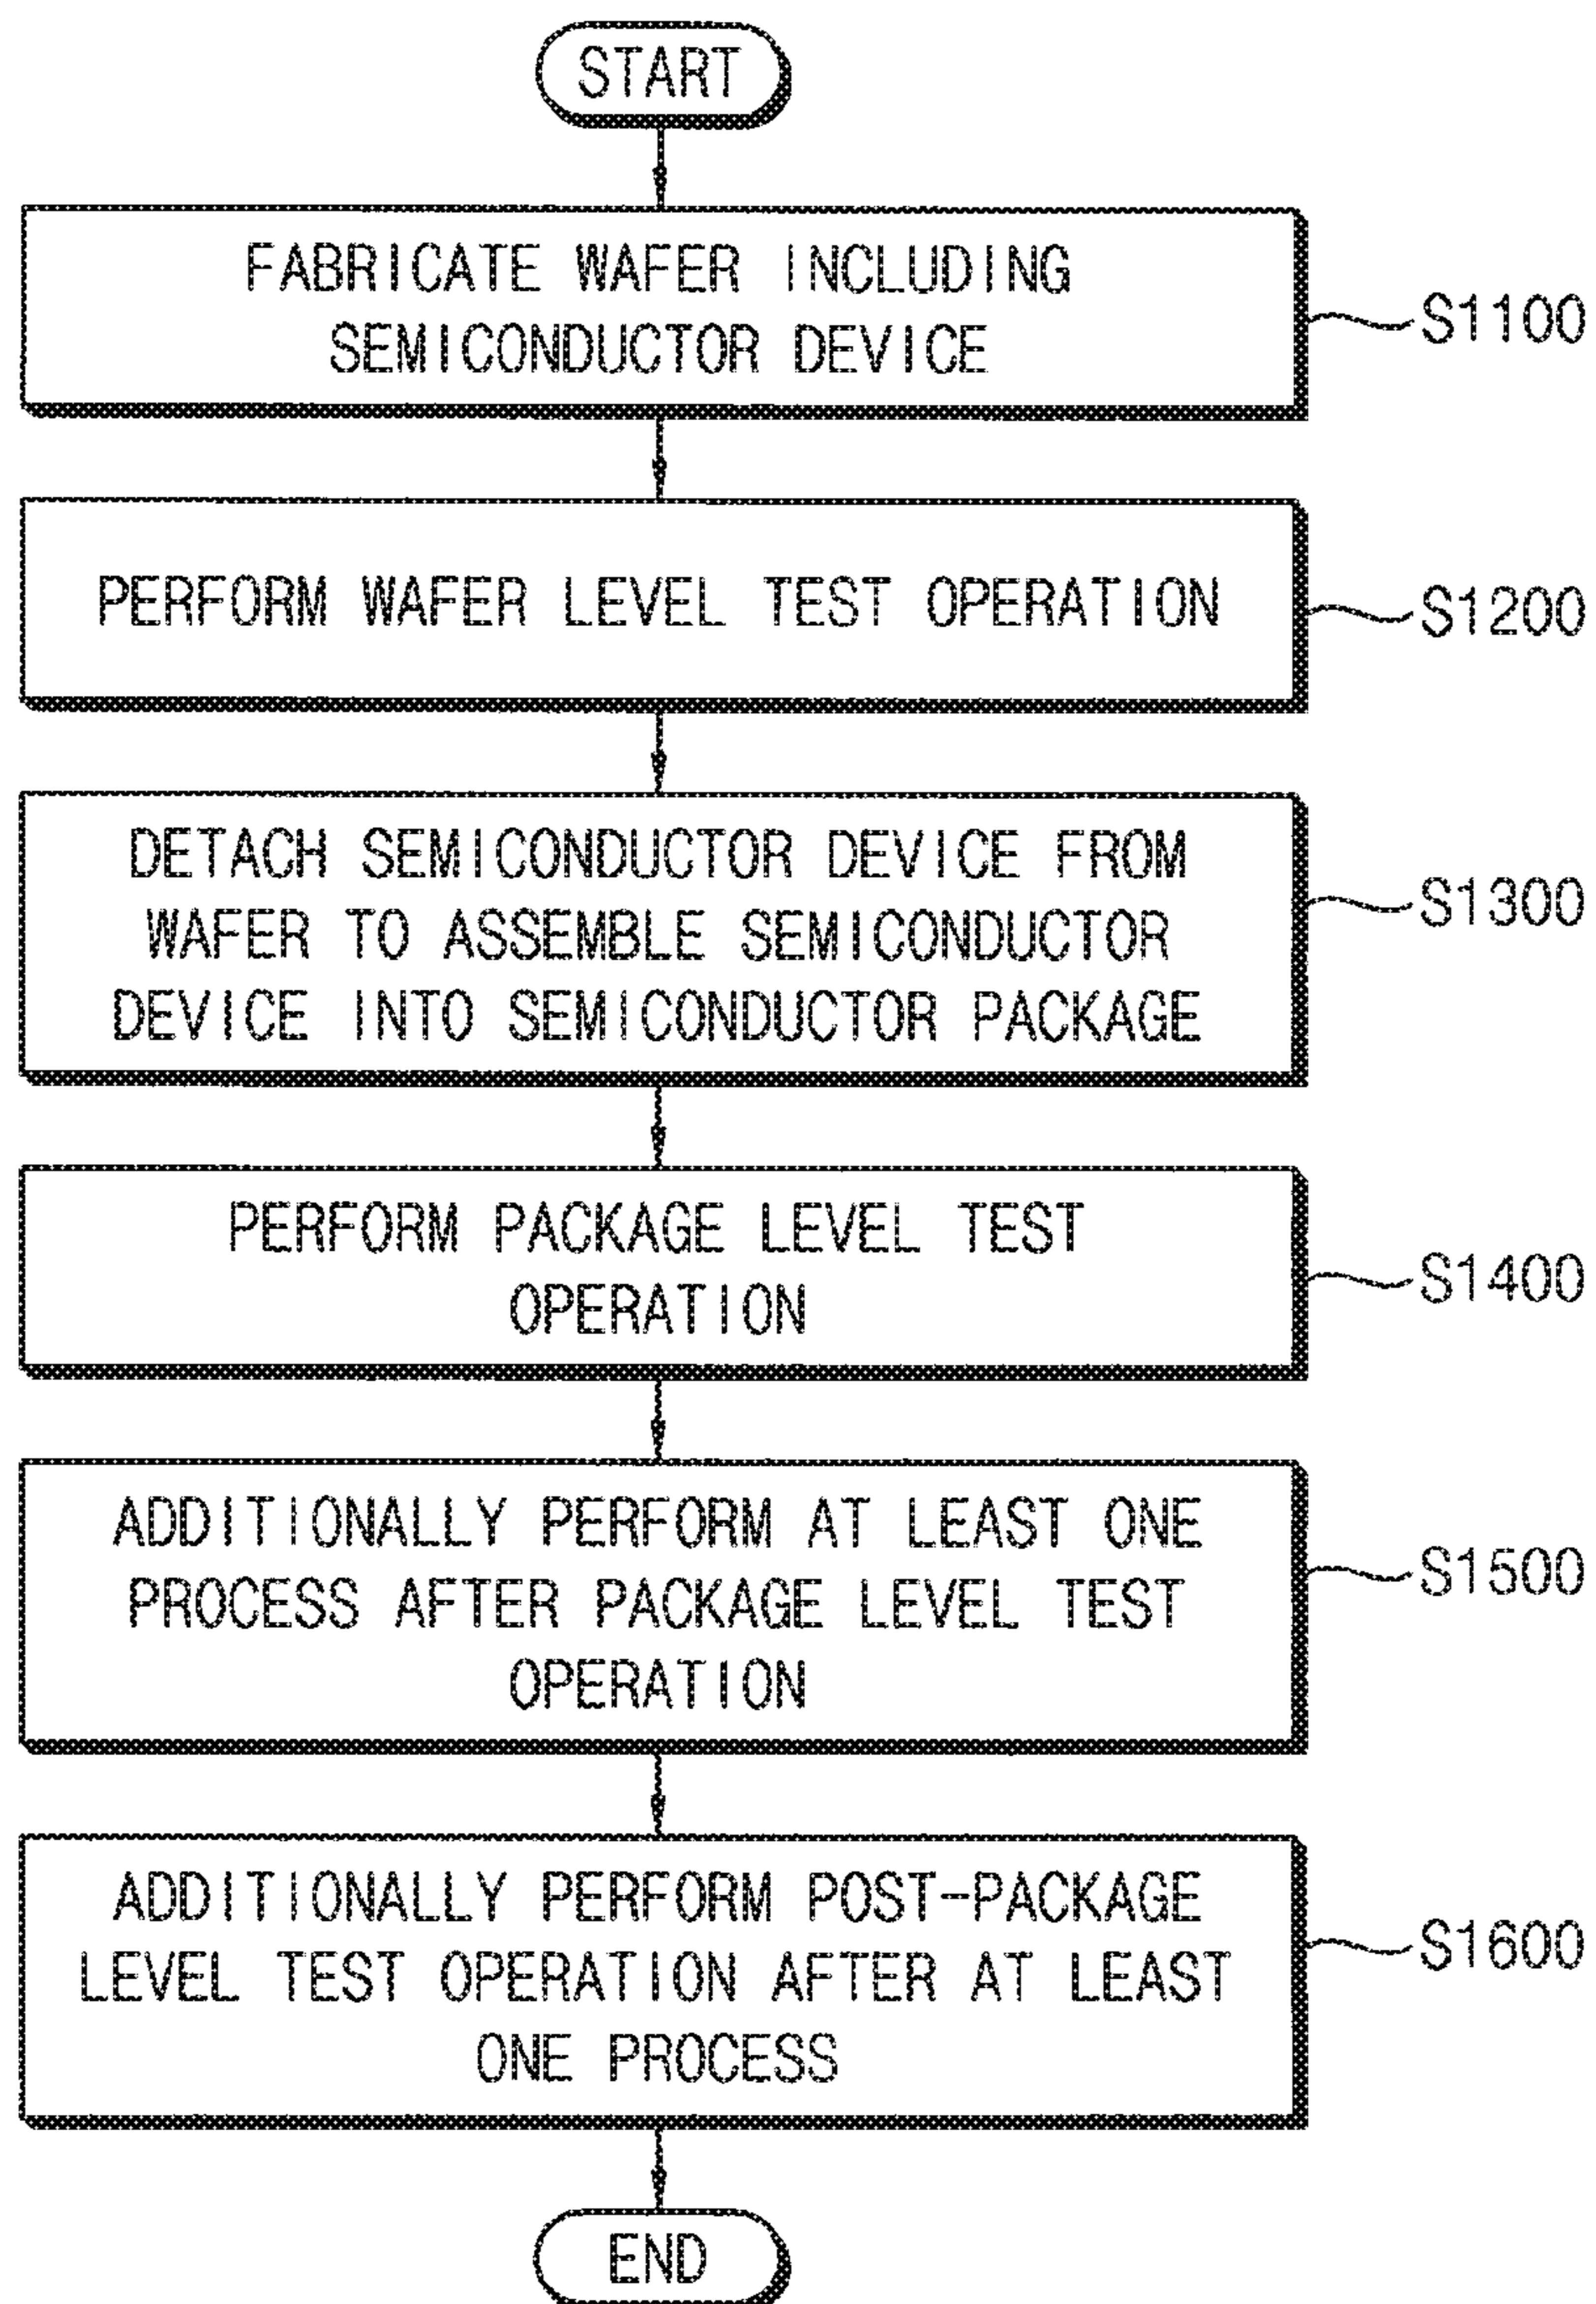 START
FABRICATE WAFER INCLUDING
SEMICONDUCTOR DEVICE
S1100
PERFORM WAFER LEVEL TEST OPERATION
S1200
DETACH SEMICONDUCTOR DEVICE FROM
WAFER TO ASSEMBLE SEMICONDUCTOR
DEVICE INTO SEMICONDUCTOR PACKAGE
S1300
PERFORM PACKAGE LEVEL TEST
OPERATION
S1400
ADDITIONALLY PERFORM AT LEAST ONE
PROCESS AFTER PACKAGE LEVEL TEST
OPERATION
S1500
ADDITIONALLY PERFORM POST-PACKAGE
LEVEL TEST OPERATION AFTER AT LEAST
ONE PROCESS
S1600
END